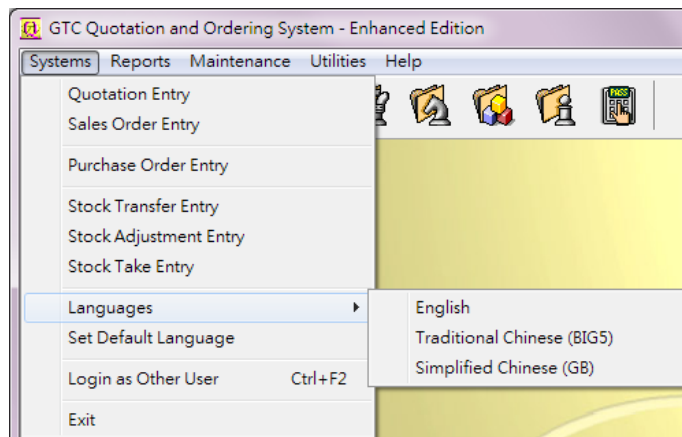 GTC Quotation and Ordering System - Enhanced Edition
Systems Reports Maintenance Utilities Help
Quotation Entry
Sales Order Entry
PASS
Purchase Order Entry
Stock Transfer Entry
Stock Adjustment Entry
Stock Take Entry
Languages
English
Set Default Language
Traditional Chinese (BIG5)
Simplified Chinese (GB)
Login as Other User Ctrl+F2
Exit